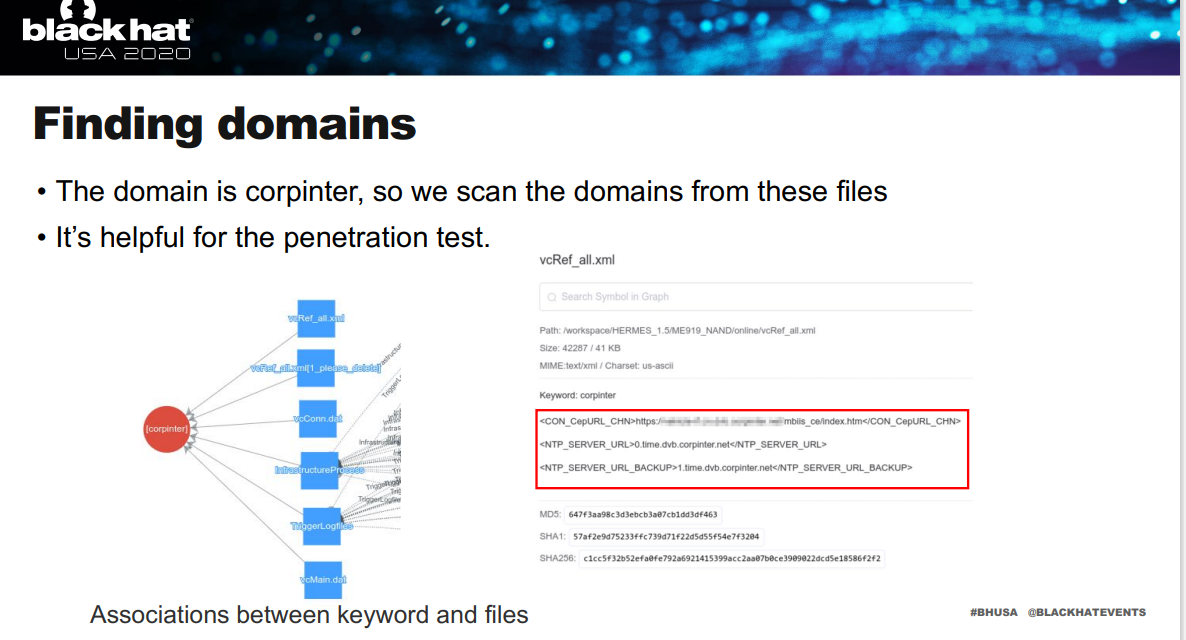 black hat
USA 2020
Finding domains
• The domain is corpinter, so we scan the domains from these files
• It’s helpful for the penetration test.
vcRef_all.xml
vcRef_all.xml[1_please_delete]
[corpinter]
vcConn.dat
InfrastructureProcess
TriggerLogfiles
vcMain.dat
Associations between keyword and files
vcRef_all.xml
Search Symbol in Graph
Path: /workspace/HERMES_1.5/ME919_NAND/online/vcRef_all.xml
Size: 42287 / 41 KB
MIME:text/xml / Charset: us-ascii
Keyword: corpinter
<CON_CepURL_CHN>https:// /mbiis_ce/index.htm</CON_CepURL_CHN>
<NTP_SERVER_URL>0.time.dvb.corpinter.net</NTP_SERVER_URL>
<NTP_SERVER_URL_BACKUP>1.time.dvb.corpinter.net</NTP_SERVER_URL_BACKUP>
MD5: 647f3aa98c3d3ebcb3a07cb1dd3df463
SHA1: 57af2e9d75233ffc739d71f22d5d55f54e7f3204
SHA256: c1cc5f32b52efa0fe792a6921415399acc2aa07b0ce3909022dcd5e18586f2f2
#BHUSA @BLACKHATEVENTS